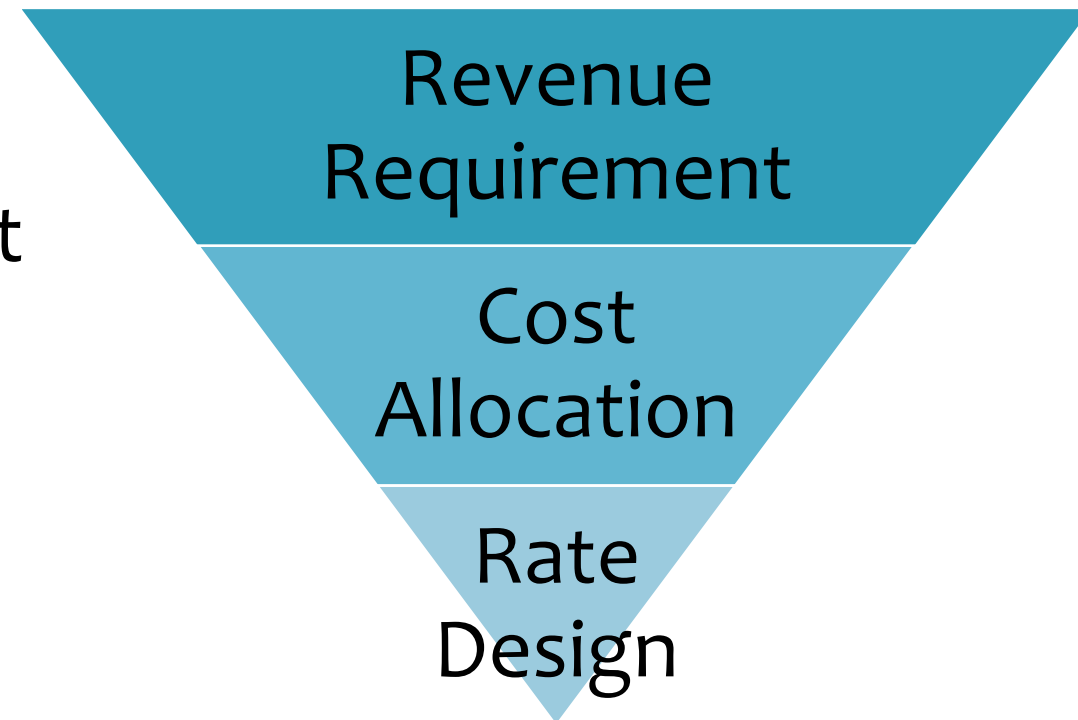 Revenue
Requirement
t
Cost
Allocation
Rate
Design